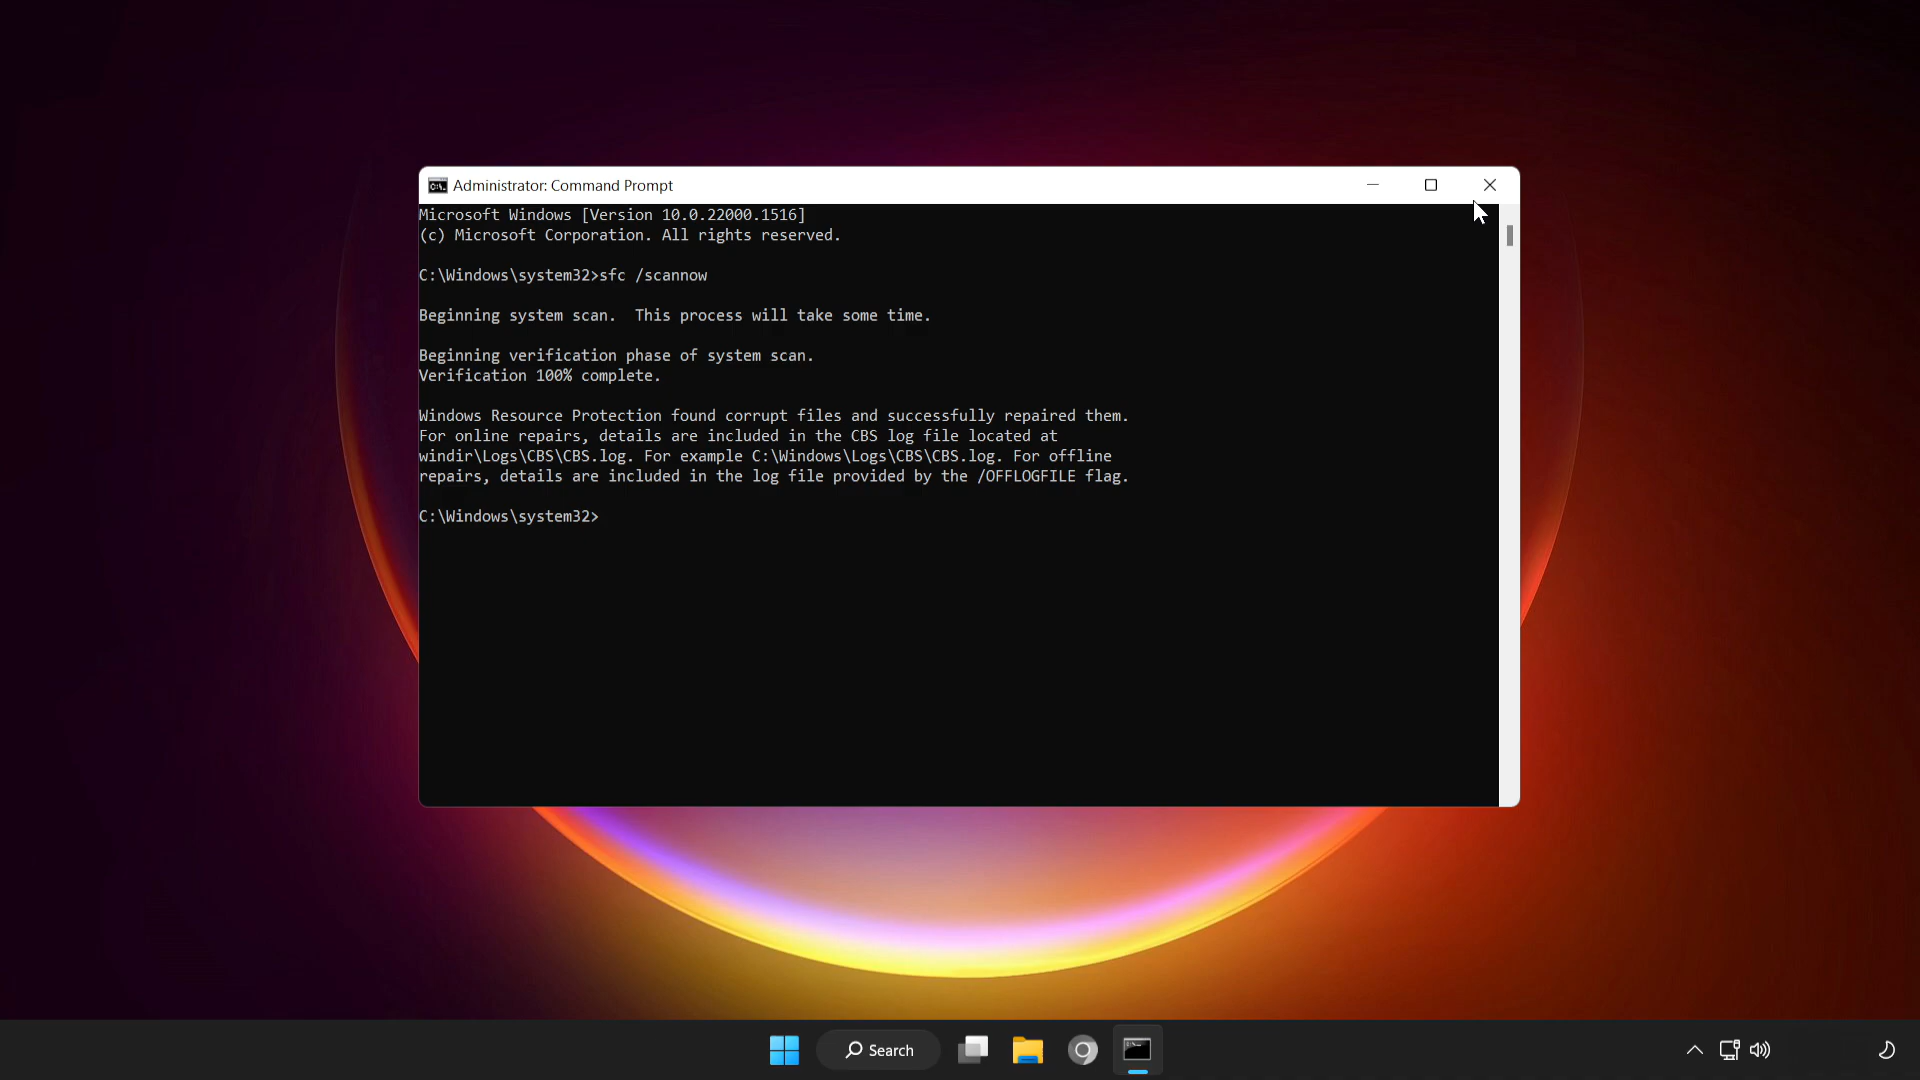 Administrator: Command Prompt
Microsoft Windows [Version 10.0.22000.1516]
(c) Microsoft Corporation. All rights reserved.
C:\Windows\system32>sfc /scannow
Beginning system scan.  This process will take some time.
Beginning verification phase of system scan.
Verification 100% complete.
Windows Resource Protection found corrupt files and successfully repaired them.
For online repairs, details are included in the CBS log file located at
windir\Logs\CBS\CBS.log. For example C:\Windows\Logs\CBS\CBS.log. For offline
repairs, details are included in the log file provided by the /OFFLOGFILE flag.
C:\Windows\system32>
Search